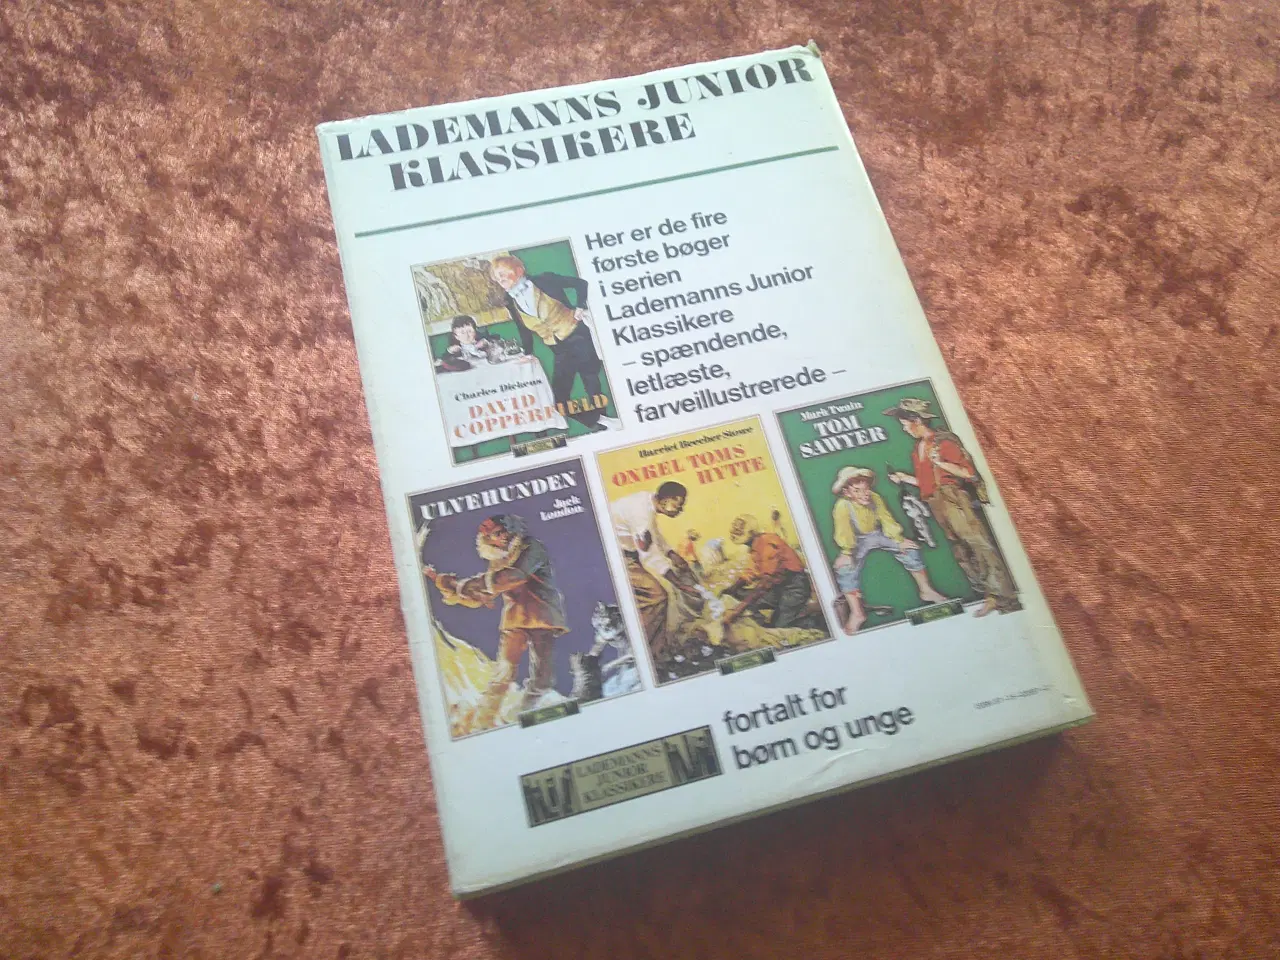 LADEMANNS JUNIOR
KLASSIKERE
Her er de fire
første bøger
i serien
Lademanns Junior
Klassikere
– spændende,
letlæste,
farveillustrerede –
Charles Dickens
DAVID
COPPERFIELD
ULVEHUNDEN
Jack
London
Harriet Beecher Stowe
ONKEL TOMS
HYTTE
Mark Twain
TOM
SAWYER
LADEMANNS
JUNIOR
KLASSIKERE
fortalt for
børn og unge